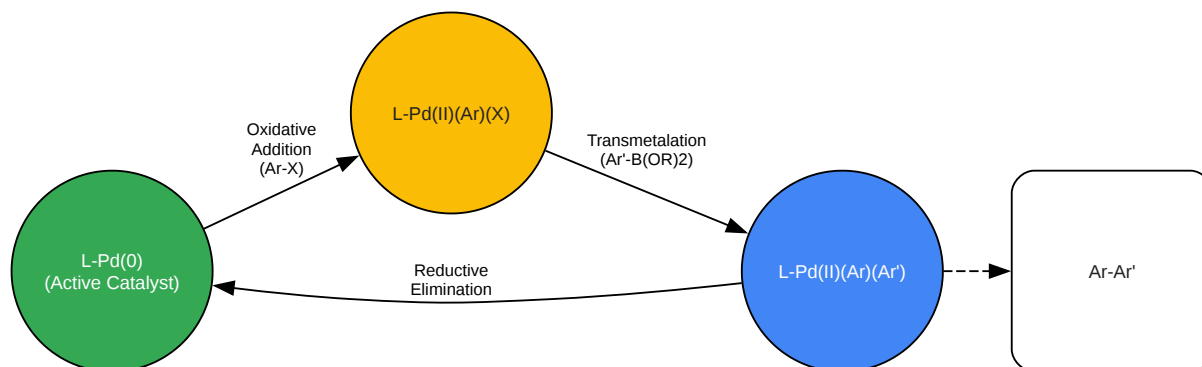 L-Pd(II)(Ar)(X)
Oxidative
Addition
(Ar-X)
Transmetalation
(Ar'-B(OR)2)
L-Pd(0)
(Active Catalyst)
Reductive
Elimination
L-Pd(II)(Ar)(Ar')
Ar-Ar'